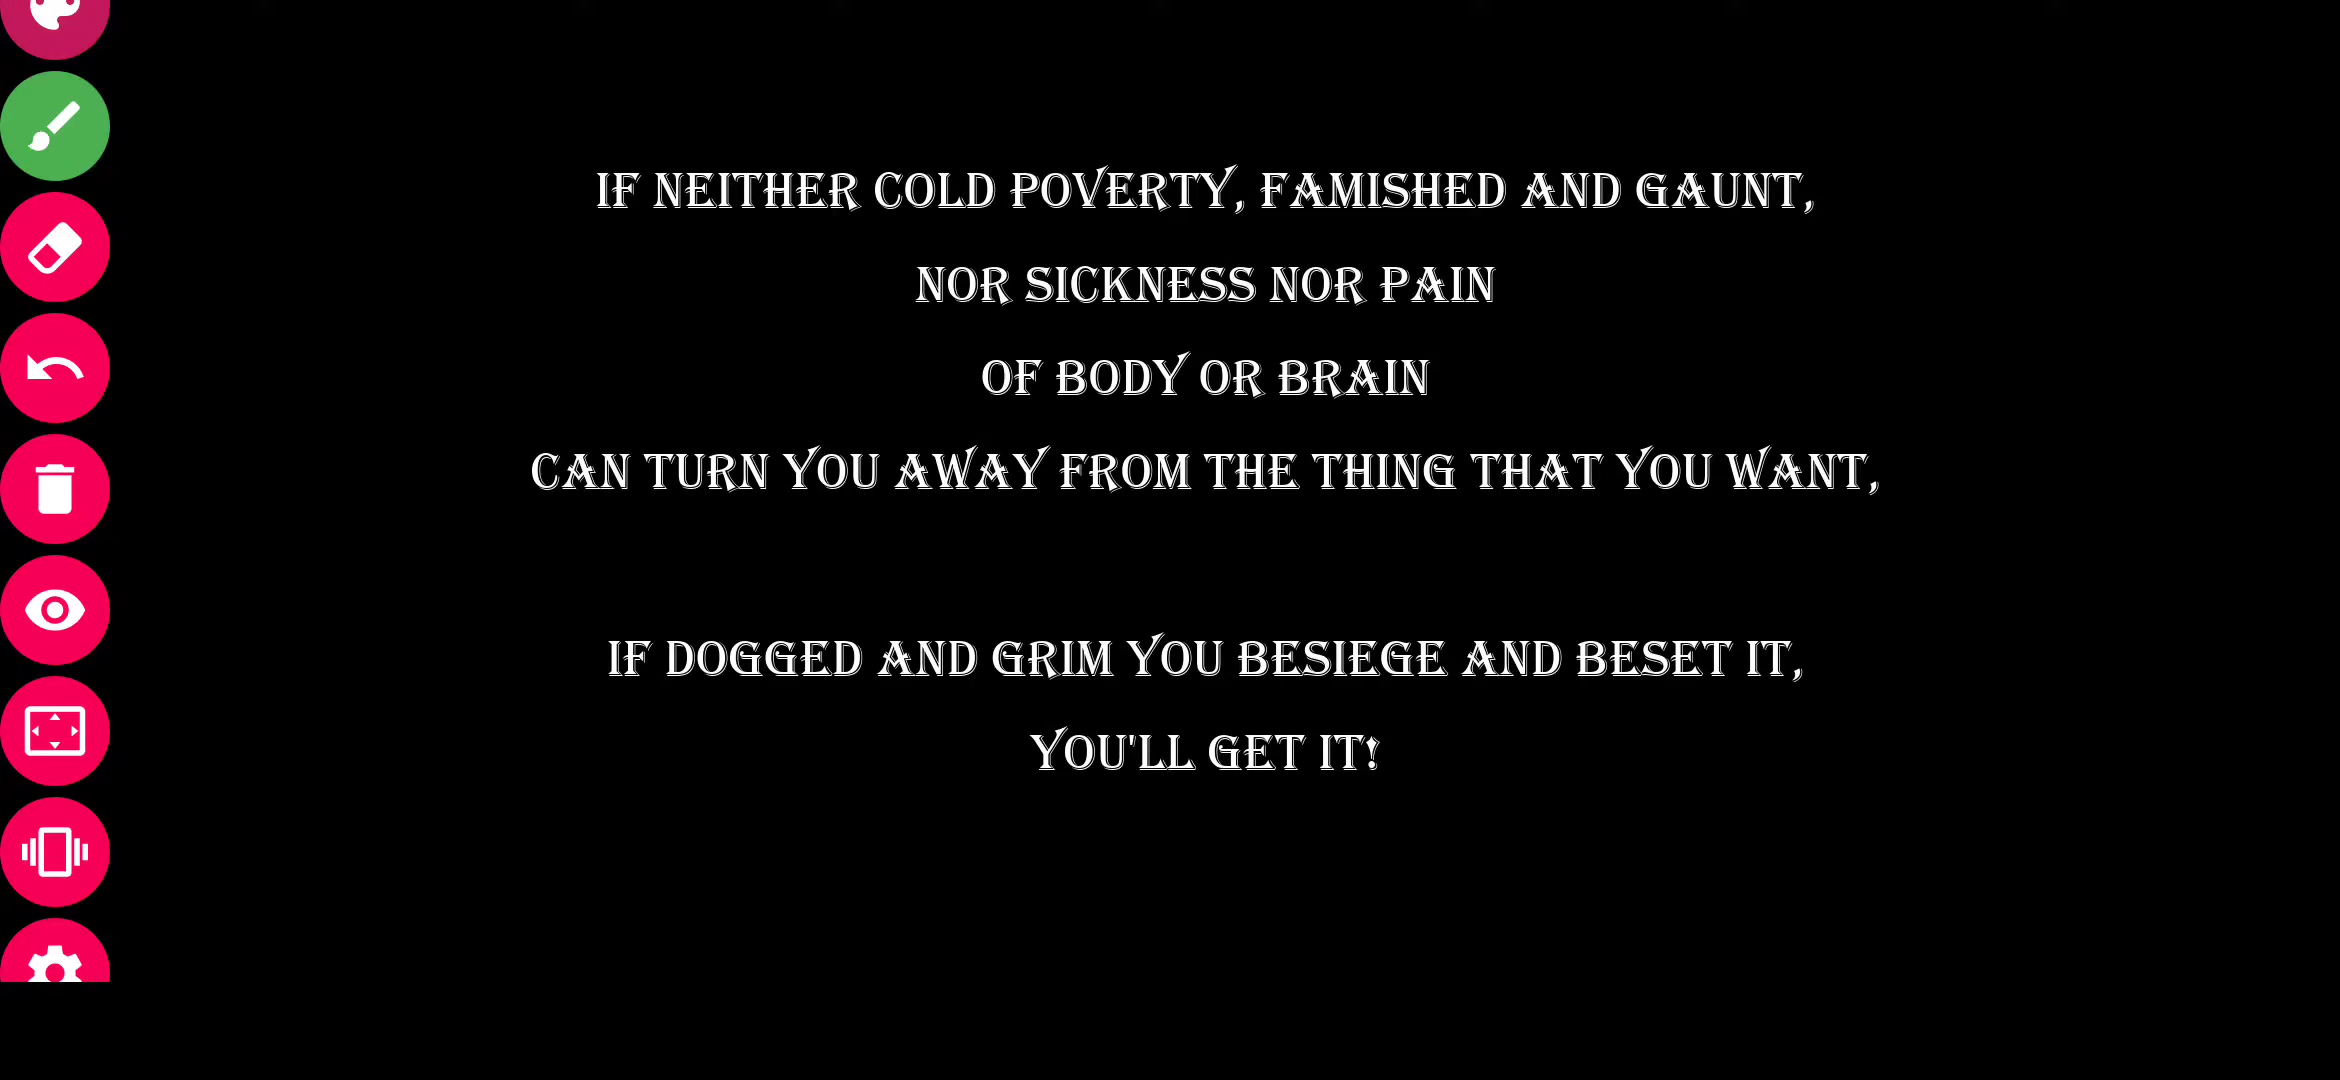 IF NEITHER COLD POVERTY, FAMISHED AND GAUNT,
NOR SICKNESS NOR PAIN
OF BODY OR BRAIN
CAN TURN YOU AWAY FROM THE THING THAT YOU WANT,
IF DOGGED AND GRIM YOU BESIEGE AND BESET IT,
YOU'LL GET IT!